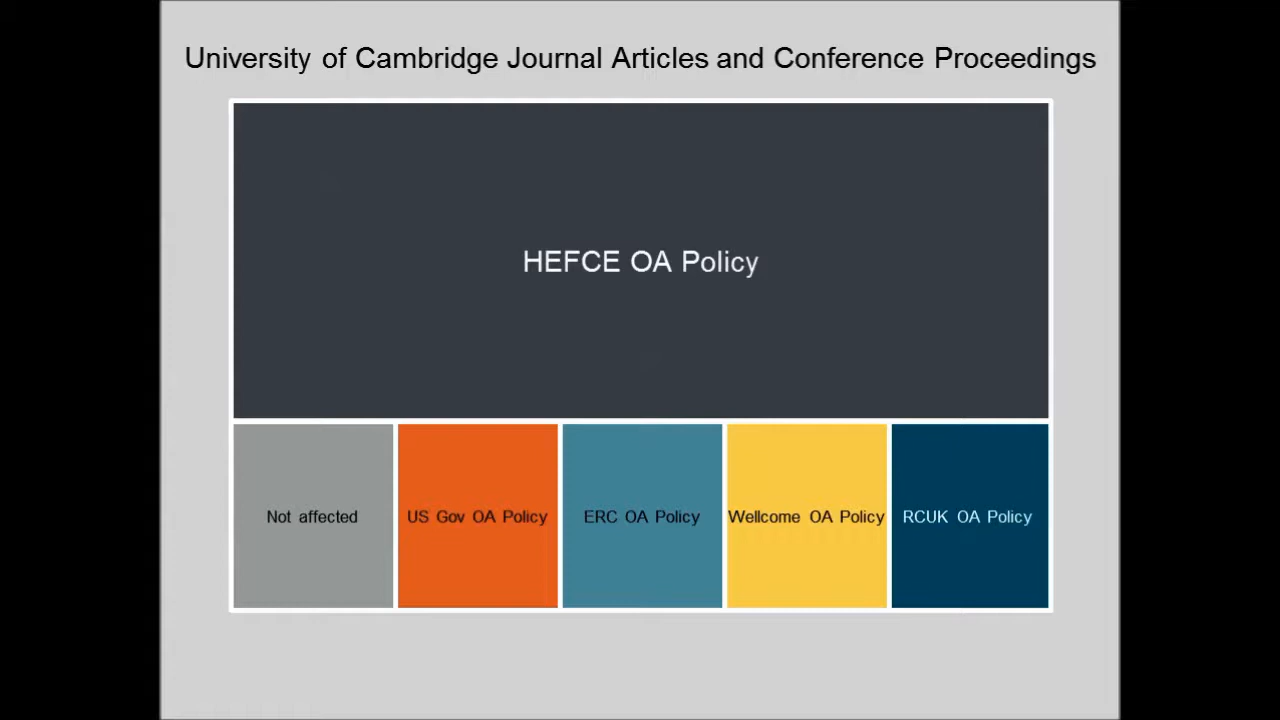 University of Cambridge Journal Articles and Conference Proceedings
HEFCE OA Policy
Not affected
US Gov OA Policy
ERC OA Policy
Wellcome OA Policy
RCUK OA Policy